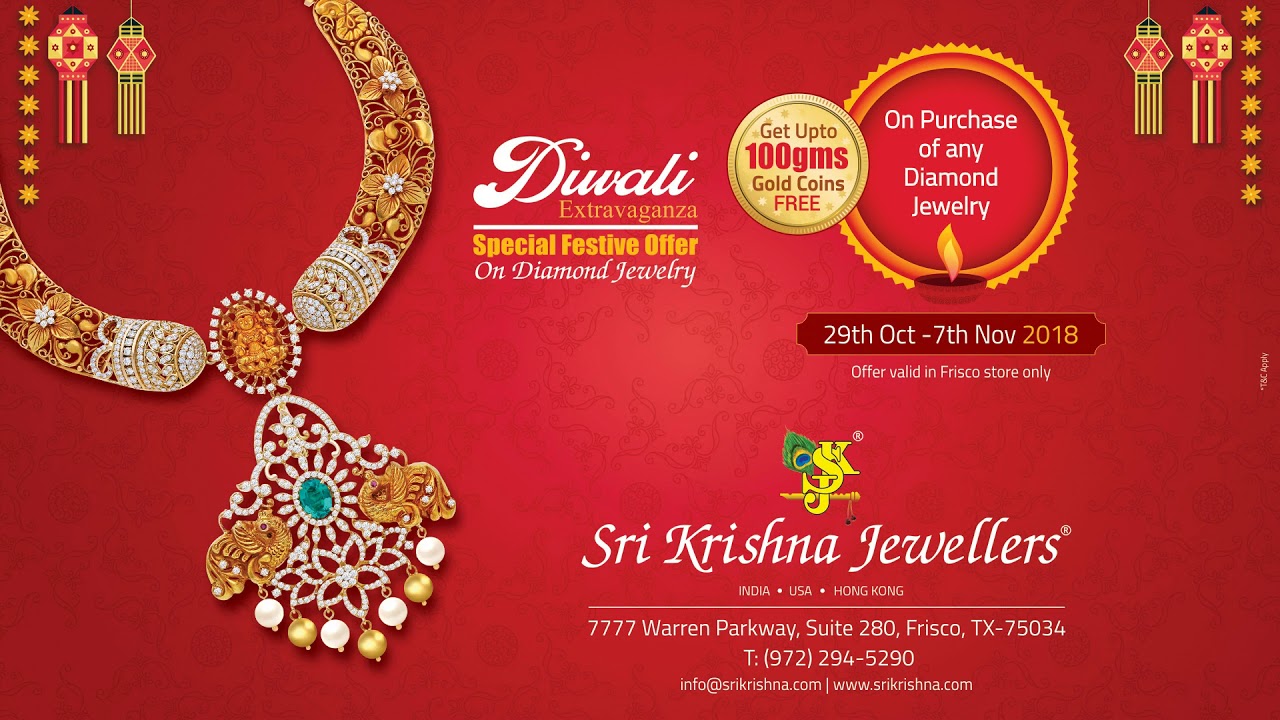 Diwali
Extravaganza
Special Festive Offer
On Diamond Jewelry
Get Upto
100gms
Gold Coins
FREE
On Purchase
of any
Diamond
Jewelry
29th Oct -7th Nov 2018
Offer valid in Frisco store only
*T&C Apply
SJK®
Sri Krishna Jewellers®
INDIA • USA • HONG KONG
7777 Warren Parkway, Suite 280, Frisco, TX-75034
T: (972) 294-5290
info@srikrishna.com | www.srikrishna.com